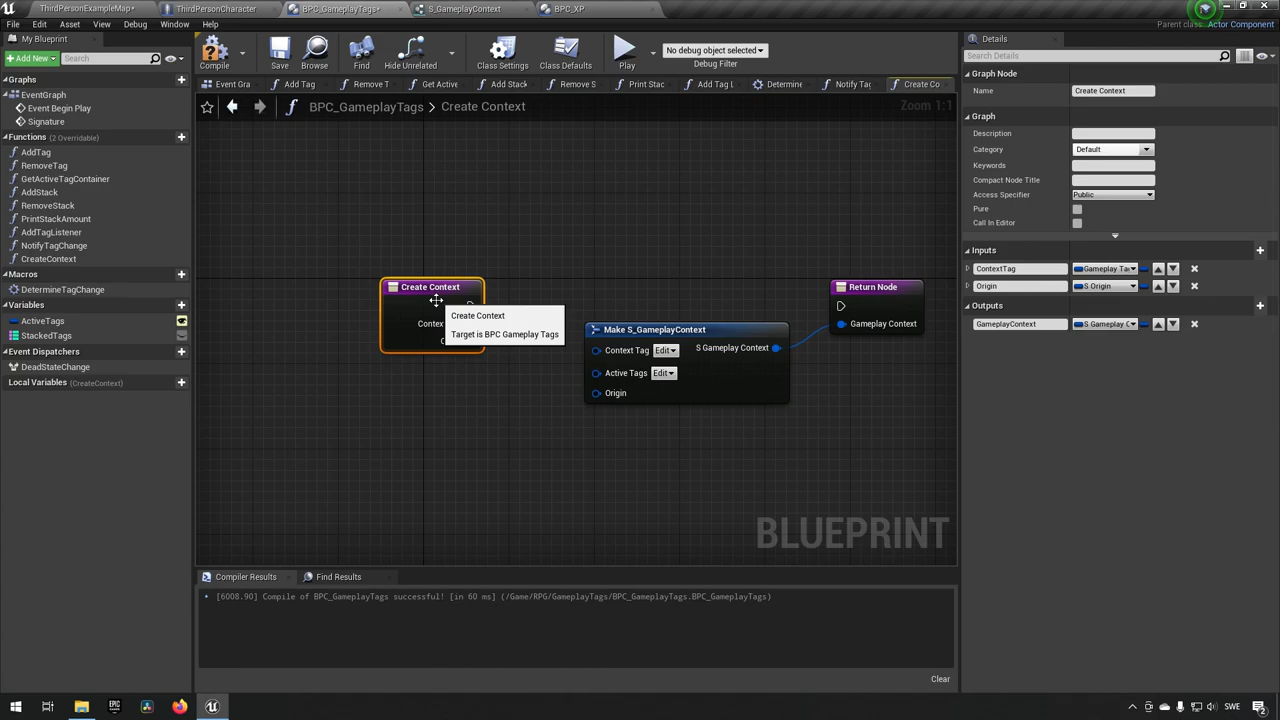 ThirdPersonExampleMap*
ThirdPersonCharacter
BPC_GameplayTags*
S_GameplayContext
BPC_XP
File Edit Asset View Debug Window Help
Parent class: Actor Component
My Blueprint
Add New
Search
Compile
Save
Browse
Find
Hide Unrelated
Class Settings
Class Defaults
Play
No debug object selected
Debug Filter
Graphs
EventGraph
Event Begin Play
Signature
Functions (2 Overridable)
AddTag
RemoveTag
GetActiveTagContainer
AddStack
RemoveStack
PrintStackAmount
AddTagListener
NotifyTagChange
CreateContext
Macros
DetermineTagChange
Variables
ActiveTags
StackedTags
Event Dispatchers
DeadStateChange
Local Variables (CreateContext)
Event Gra
Add Tag
Remove T
Get Active
Add Stack
Remove S
Print Stac
Add Tag L
Determine
Notify Tag
Create Co
BPC_GameplayTags > Create Context
Zoom 1:1
Create Context
Contex
Create Context
Target is BPC Gameplay Tags
Make S_GameplayContext
Context Tag Edit
S Gameplay Context
Active Tags Edit
Origin
Return Node
Gameplay Context
BLUEPRINT
Compiler Results
Find Results
[6008.90] Compile of BPC_GameplayTags successful! [in 60 ms] (/Game/RPG/GameplayTags/BPC_GameplayTags.BPC_GameplayTags)
Clear
Details
Search Details
Graph Node
Name Create Context
Graph
Description
Category Default
Keywords
Compact Node Title
Access Specifier Public
Pure
Call In Editor
Inputs
ContextTag Gameplay Ta
Origin S Origin
Outputs
GameplayContext S Gameplay C
SWE